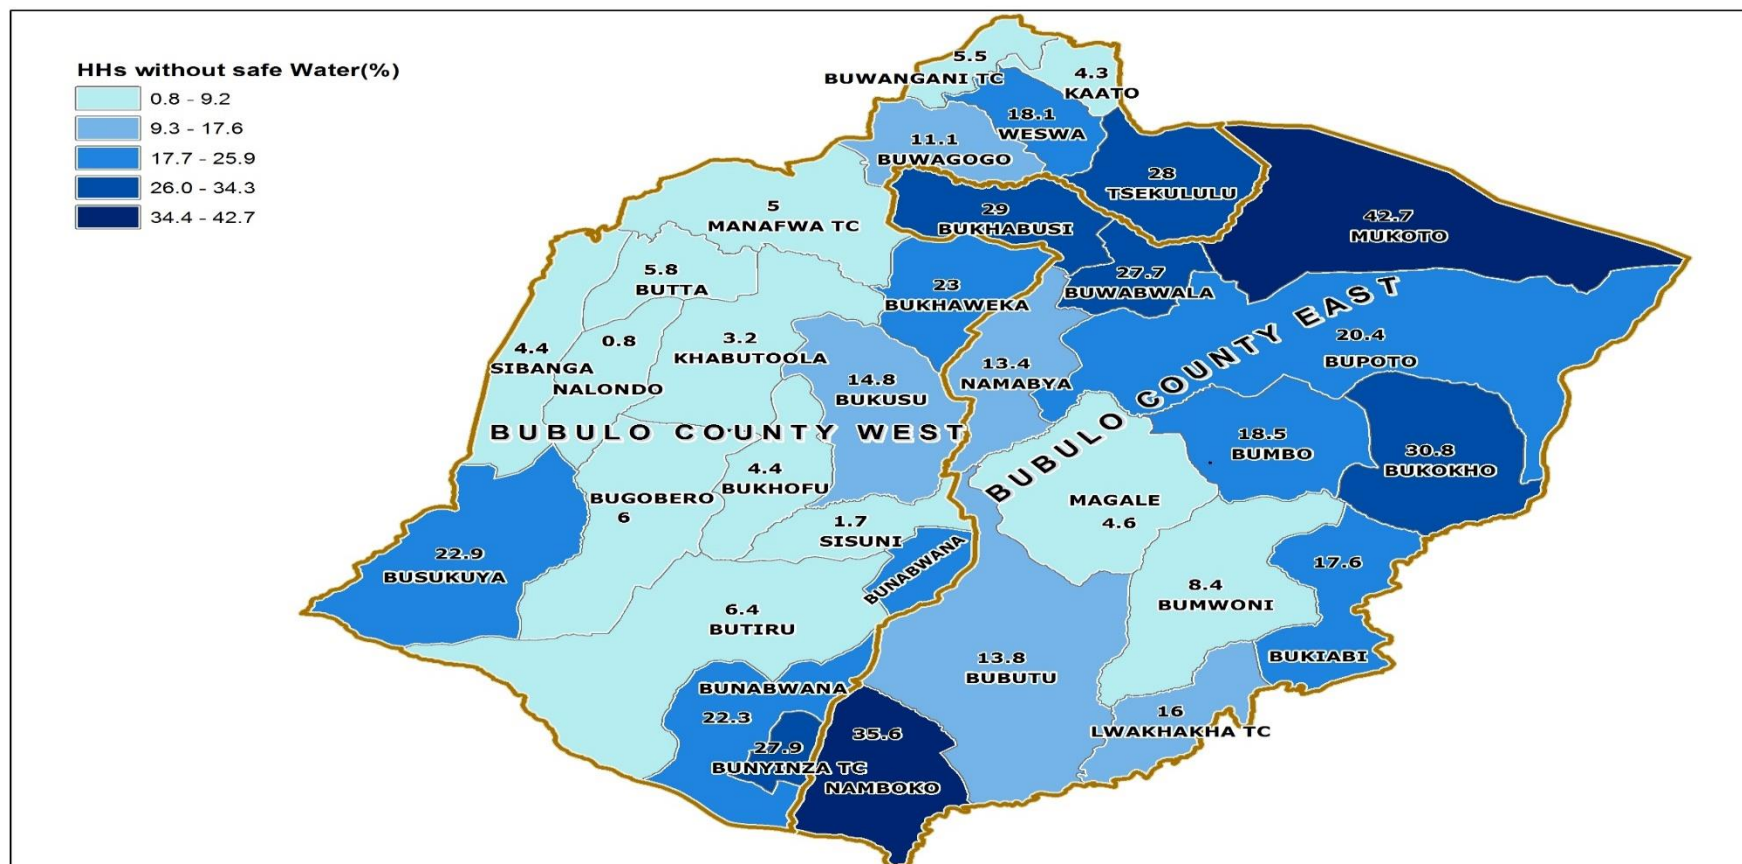 HHs without safe Water(%)
0.8 - 9.2
9.3 - 17.6
17.7 - 25.9
26.0 - 34.3
34.4 - 42.7
5.5
BUWANGANI TC
4.3
KAATO
18.1
WESWA
11.1
BUWAGOGO
28
TSEKULULU
42.7
MUKOTO
5
MANAFWA TC
29
BUKHABUSI
5.8
BUTTA
23
BUKHAWEKA
27.7
BUWABWALA
4.4
SIBANGA
0.8
NALONDO
3.2
KHABUTOOLA
14.8
BUKUSU
13.4
NAMABYA
20.4
BUPOTO
BUBULO COUNTY WEST
BUBULO COUNTY EAST
18.5
BUMBO
30.8
BUKOKHO
4.4
BUKHOFU
BUGOBERO
6
MAGALE
4.6
1.7
SISUNI
BUNABWANA
22.9
BUSUKUYA
17.6
8.4
BUMWONI
6.4
BUTIRU
BUKIABI
13.8
BUBUTU
BUNABWANA
22.3
16
LWAKHAKHA TC
27.9
BUNYINZA TC
35.6
NAMBOKO